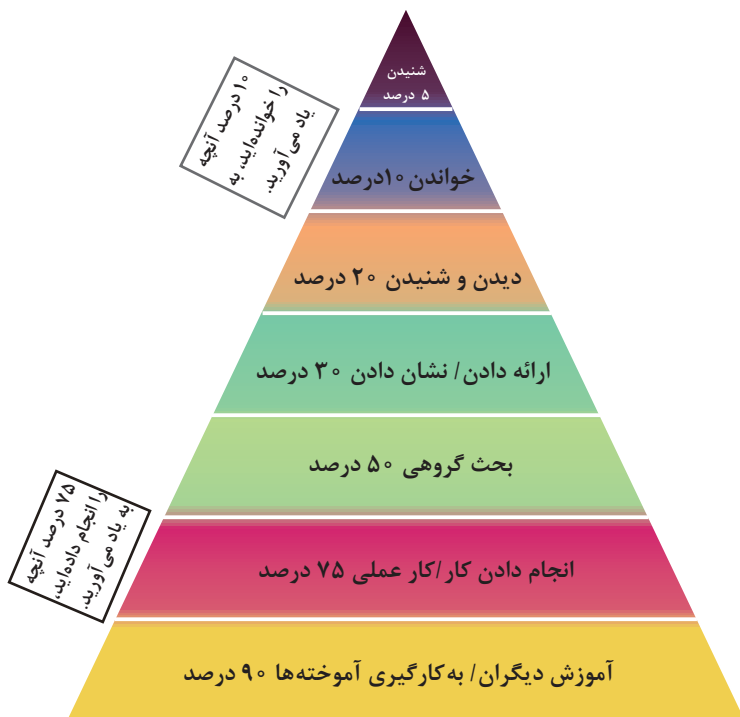 شنیدن
۵ درصد
۱۰ درصد آنچه
را خوانده‌اید، به
یاد می‌آورید.
خواندن ۱۰درصد
دیدن و شنیدن ۲۰ درصد
ارائه دادن/ نشان دادن ۳۰ درصد
بحث گروهی ۵۰ درصد
۷۵ درصد آنچه
را انجام داده‌اید،
به یاد می آورید.
انجام دادن کار/کار عملی ۷۵ درصد
آموزش دیگران/ به‌کارگیری آموخته‌ها ۹۰ درصد